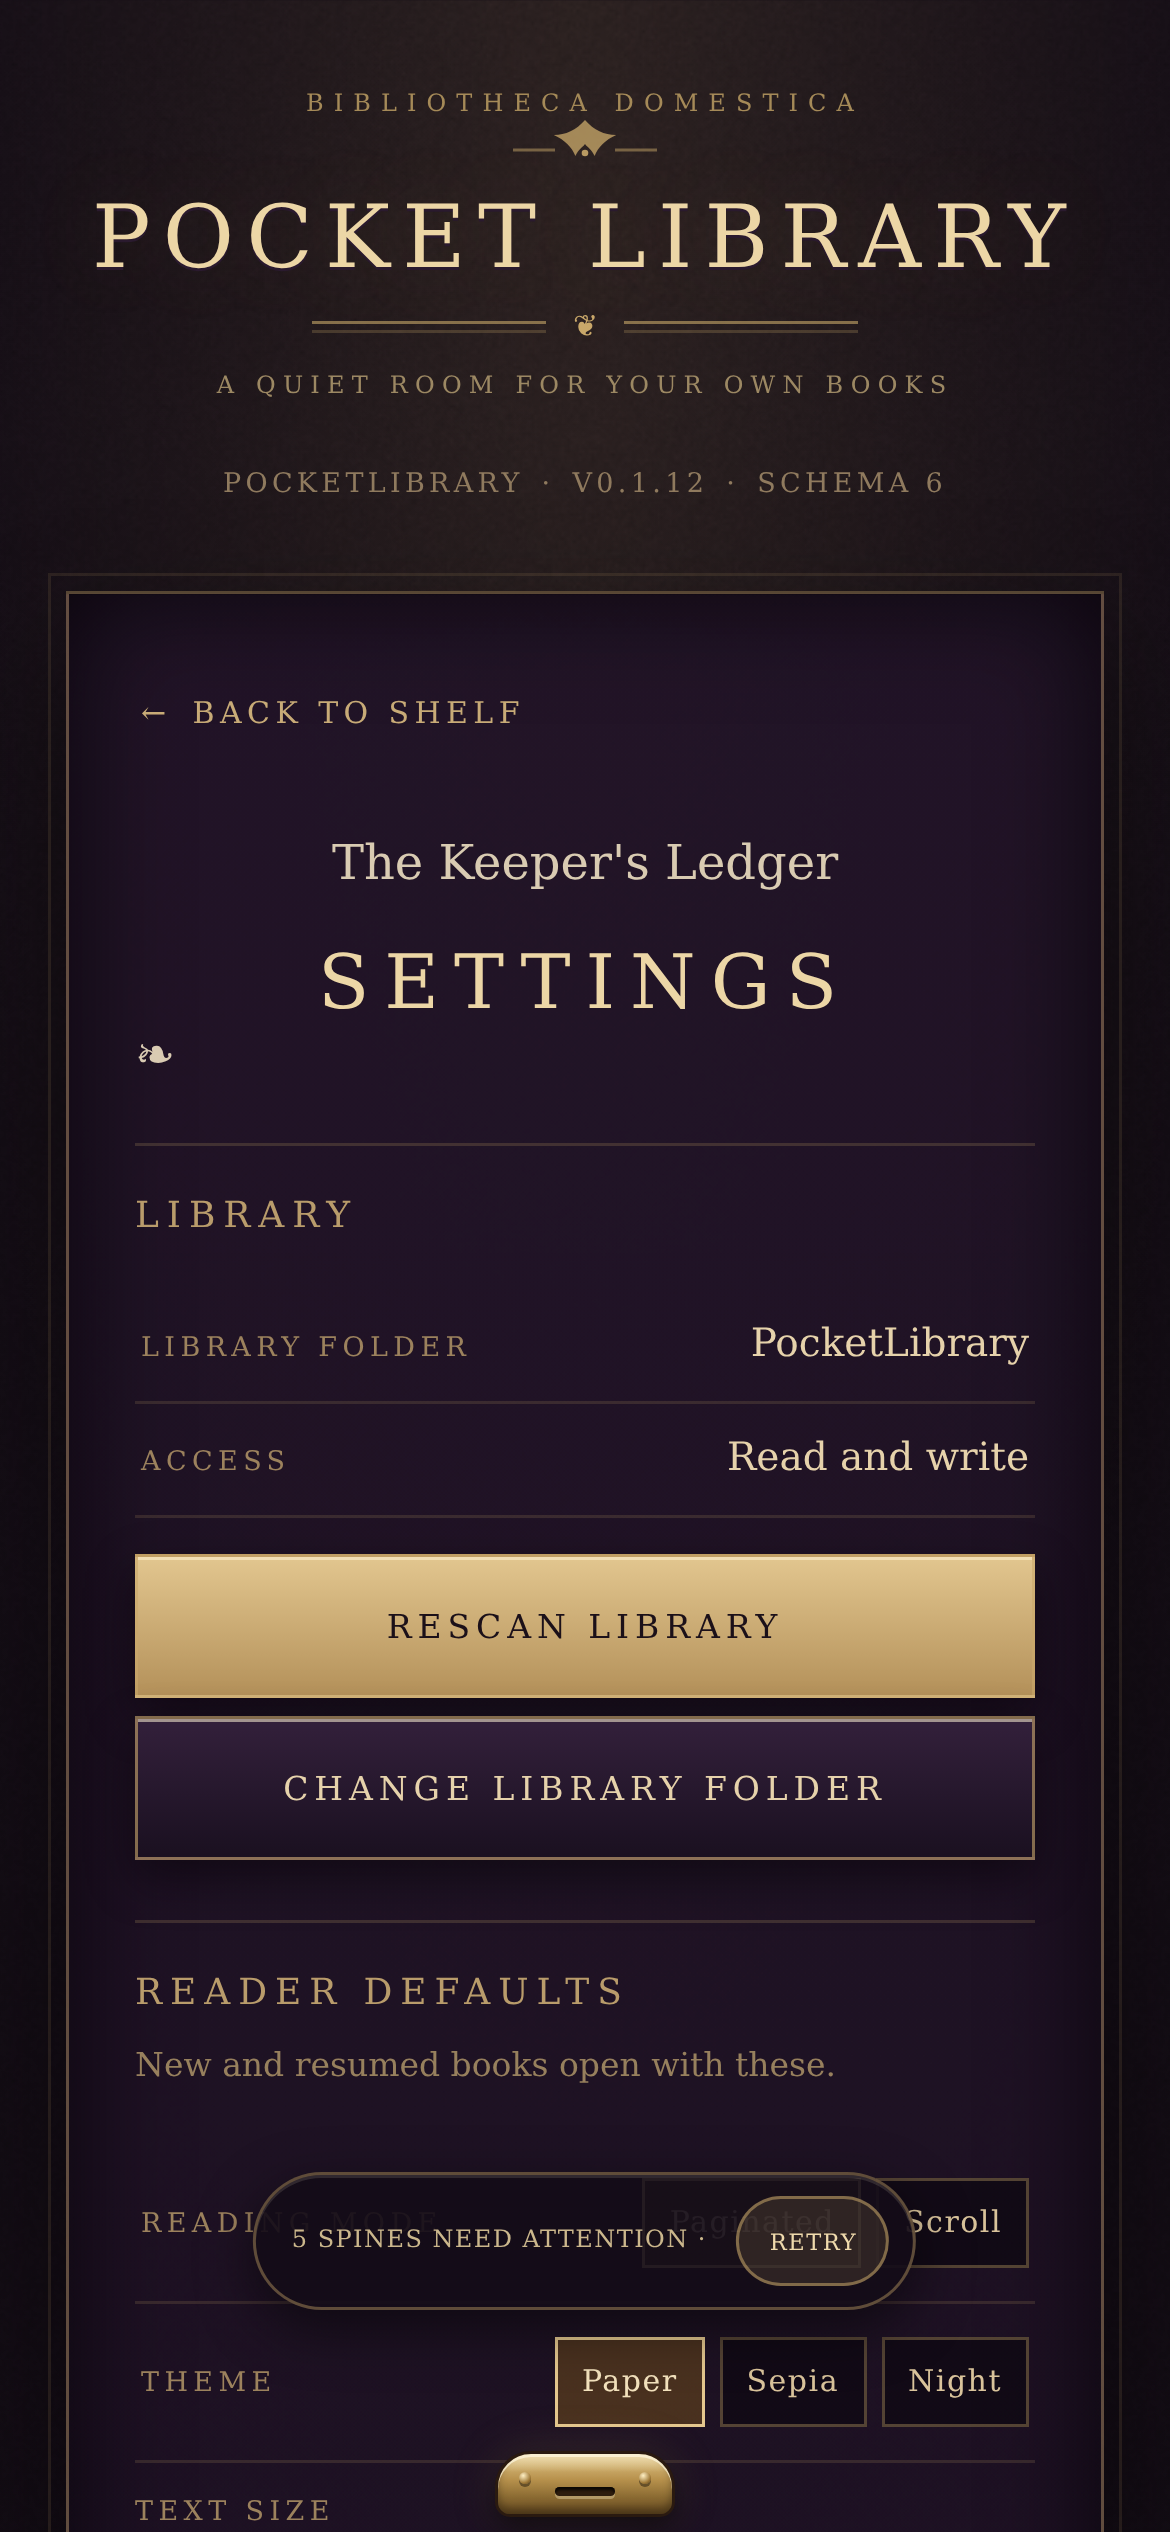 BIBLIOTHECA DOMESTICA
POCKET LIBRARY
❦
A QUIET ROOM FOR YOUR OWN BOOKS
POCKETLIBRARY · V0.1.12 · SCHEMA 6
← BACK TO SHELF
The Keeper's Ledger
SETTINGS
❧
LIBRARY
LIBRARY FOLDER PocketLibrary
ACCESS Read and write
RESCAN LIBRARY
CHANGE LIBRARY FOLDER
READER DEFAULTS
New and resumed books open with these.
READING MODE Paginated Scroll
5 SPINES NEED ATTENTION · RETRY
THEME Paper Sepia Night
TEXT SIZE